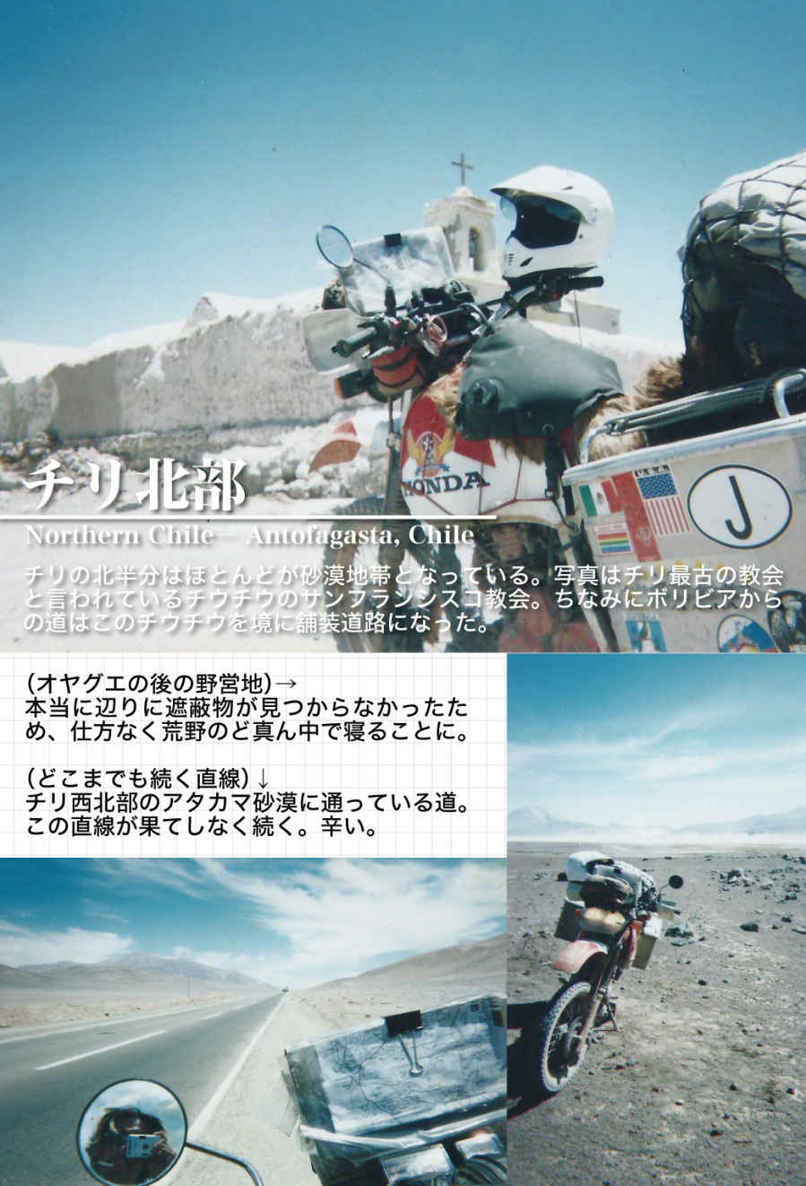 HONDA
J
チリ北部
Northern Chile— Antofagasta, Chile
チリの北半分はほとんどが砂漠地帯となっている。写真はチリ最古の教会
と言われているチウチウのサンフランシスコ教会。ちなみにボリビアから
の道はこのチウチウを境に舗装道路になった。
(オヤグエの後の野営地)→
本当に辺りに遮蔽物が見つからなかったた
め、仕方なく荒野のど真ん中で寝ることに。
(どこまでも続く直線)↓
チリ西北部のアタカマ砂漠に通っている道。
この直線が果てしなく続く。辛い。